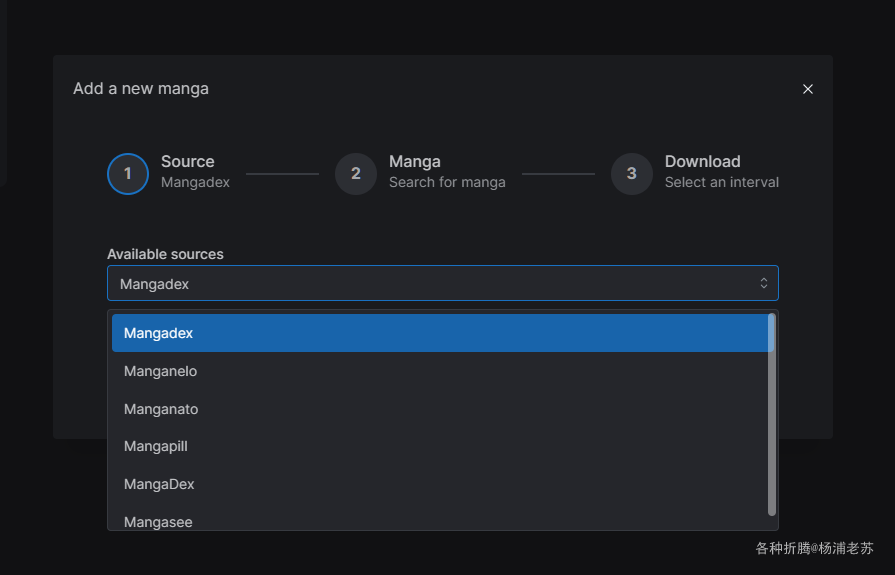 Add a new manga
1
Source
Mangadex
2
Manga
Search for manga
3
Download
Select an interval
Available sources
Mangadex
Mangadex
Manganelo
Manganato
Mangapill
MangaDex
Mangasee
各种折腾@杨浦老苏